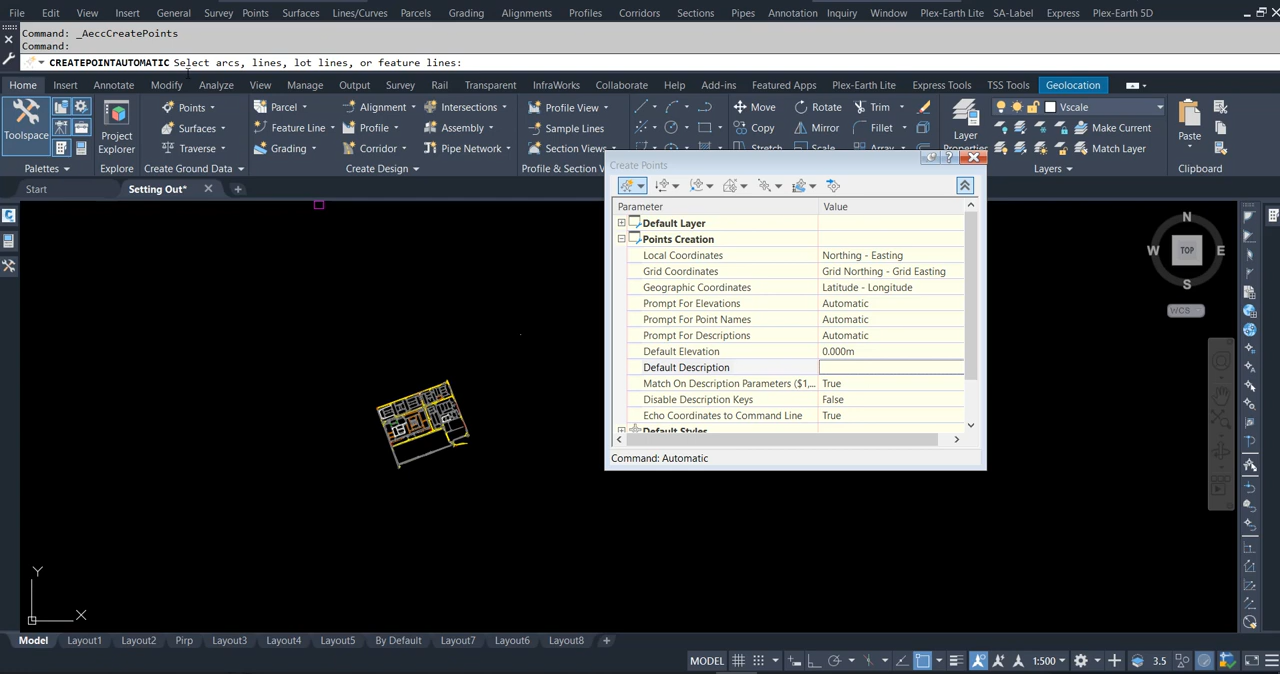 File Edit View Insert General Survey Points Surfaces Lines/Curves Parcels Grading Alignments Profiles Corridors Sections Pipes Annotation Inquiry Window Plex-Earth Lite SA-Label Express Plex-Earth 5D
Command: _AeccCreatePoints
Command:
CREATEPOINTAUTOMATIC Select arcs, lines, lot lines, or feature lines:
Home Insert Annotate Modify Analyze View Manage Output Survey Rail Transparent InfraWorks Collaborate Help Add-ins Featured Apps Plex-Earth Lite Express Tools TSS Tools Geolocation
Toolspace
Palettes
Project Explorer
Explore
Points
Surfaces
Traverse
Create Ground Data
Parcel
Feature Line
Grading
Alignment
Profile
Corridor
Intersections
Assembly
Pipe Network
Create Design
Profile View
Sample Lines
Section Views
Profile & Section
Move Rotate Trim
Copy Mirror Fillet
Stretch Scale Array
Layer Properties
Vscale
Make Current
Match Layer
Layers
Paste
Clipboard
Start Setting Out*
Create Points
Parameter Value
Default Layer
Points Creation
Local Coordinates Northing - Easting
Grid Coordinates Grid Northing - Grid Easting
Geographic Coordinates Latitude - Longitude
Prompt For Elevations Automatic
Prompt For Point Names Automatic
Prompt For Descriptions Automatic
Default Elevation 0.000m
Default Description
Match On Description Parameters ($1,... True
Disable Description Keys False
Echo Coordinates to Command Line True
Default Styles
Command: Automatic
N
W TOP E
S
WCS
Y
X
Model Layout1 Layout2 Pirp Layout3 Layout4 Layout5 By Default Layout7 Layout6 Layout8
MODEL 1:500 3.5